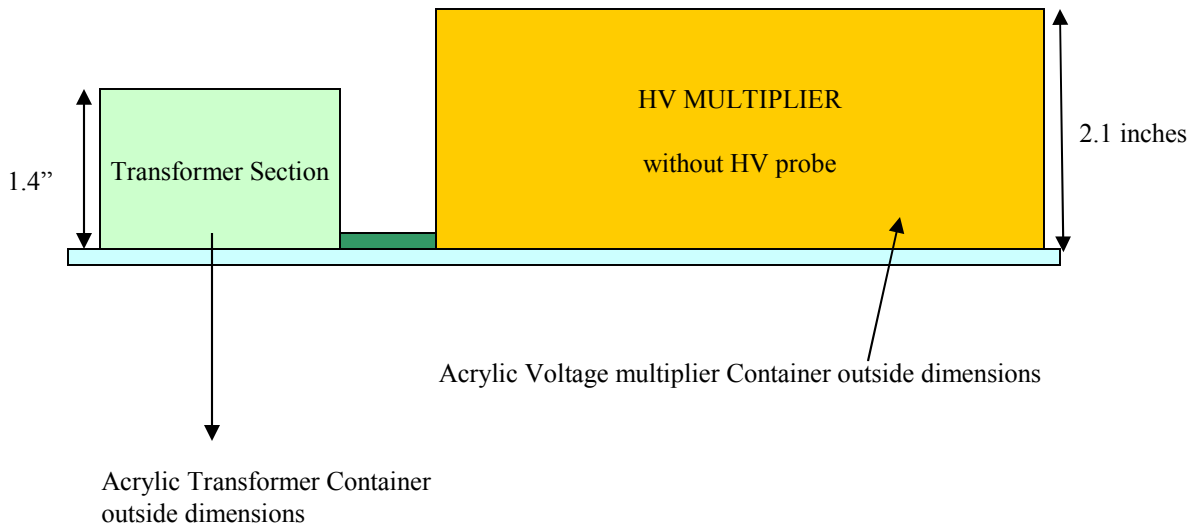 HV MULTIPLIER
without HV probe
2.1 inches
Transformer Section
1.4”
Acrylic Voltage multiplier Container outside dimensions
Acrylic Transformer Container
outside dimensions